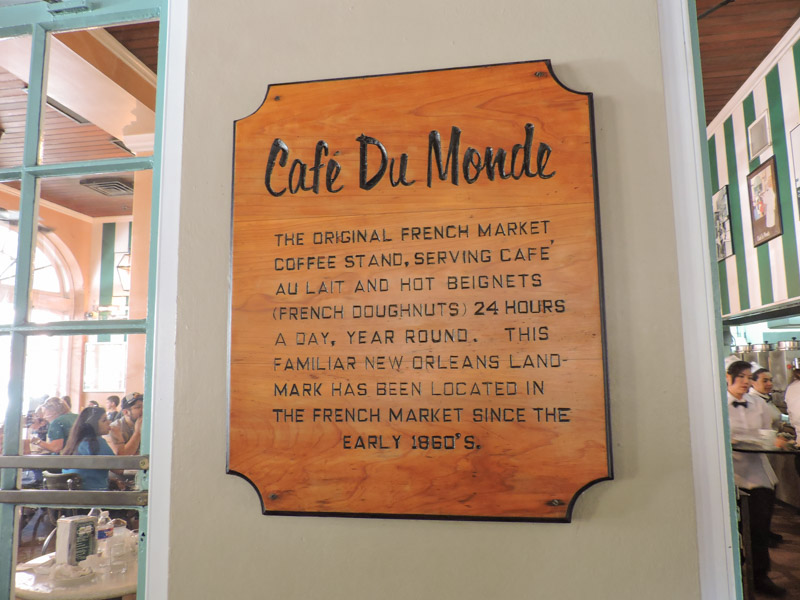 Café Du Monde
THE ORIGINAL FRENCH MARKET
COFFEE STAND, SERVING CAFE'
AU LAIT AND HOT BEIGNETS
(FRENCH DOUGHNUTS) 24 HOURS
A DAY, YEAR ROUND. THIS
FAMILIAR NEW ORLEANS LAND-
MARK HAS BEEN LOCATED IN
THE FRENCH MARKET SINCE THE
EARLY 1860'S.